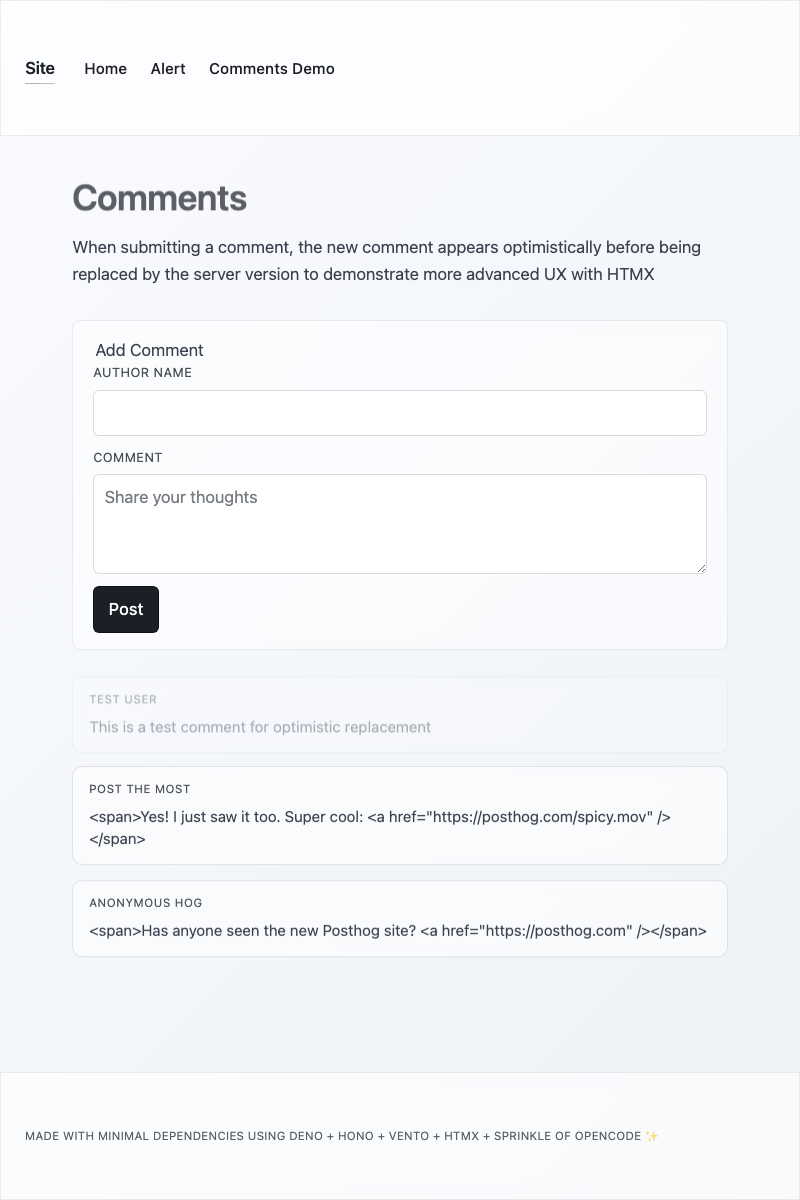 Site Home Alert Comments Demo
Comments
When submitting a comment, the new comment appears optimistically before being
replaced by the server version to demonstrate more advanced UX with HTMX
Add Comment
AUTHOR NAME
COMMENT
Share your thoughts
Post
TEST USER
This is a test comment for optimistic replacement
POST THE MOST
<span>Yes! I just saw it too. Super cool: <a href="https://posthog.com/spicy.mov" />
</span>
ANONYMOUS HOG
<span>Has anyone seen the new Posthog site? <a href="https://posthog.com" /></span>
MADE WITH MINIMAL DEPENDENCIES USING DENO + HONO + VENTO + HTMX + SPRINKLE OF OPENCODE ✨